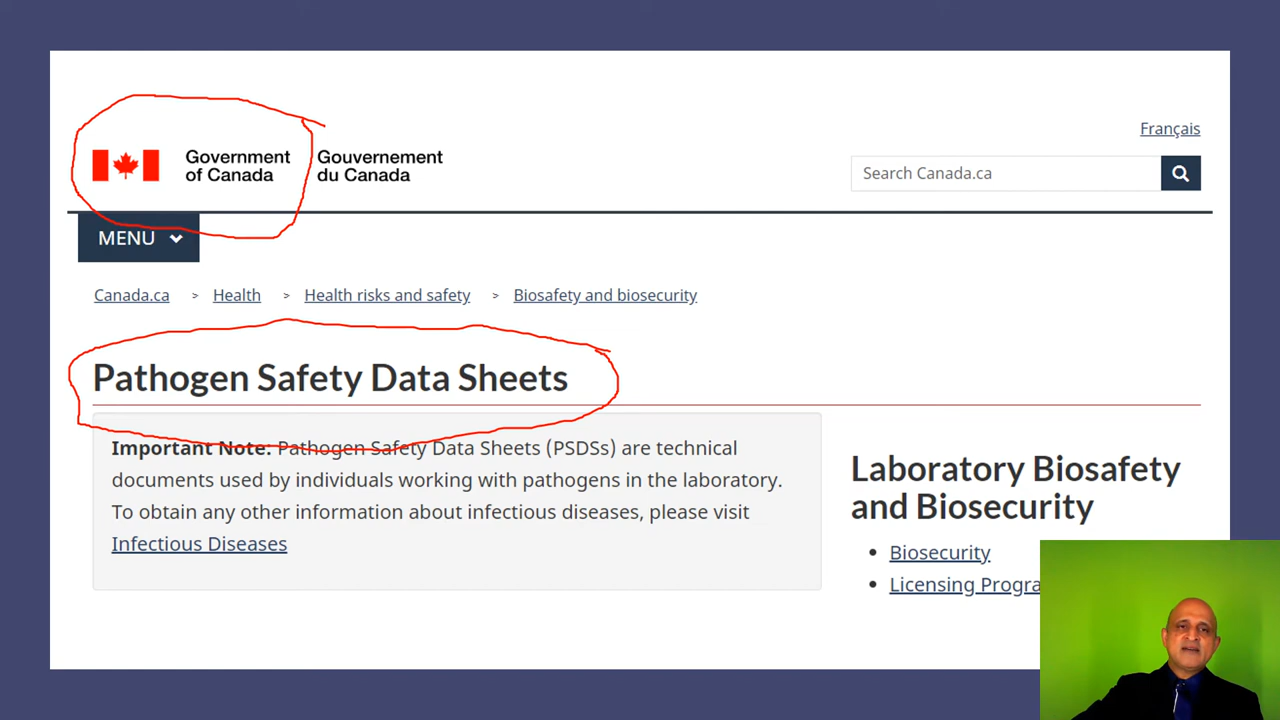 Français
Government
of Canada
Gouvernement
du Canada
Search Canada.ca
MENU
Canada.ca > Health > Health risks and safety > Biosafety and biosecurity
Pathogen Safety Data Sheets
Important Note: Pathogen Safety Data Sheets (PSDSs) are technical
documents used by individuals working with pathogens in the laboratory.
To obtain any other information about infectious diseases, please visit
Infectious Diseases
Laboratory Biosafety
and Biosecurity
• Biosecurity
• Licensing